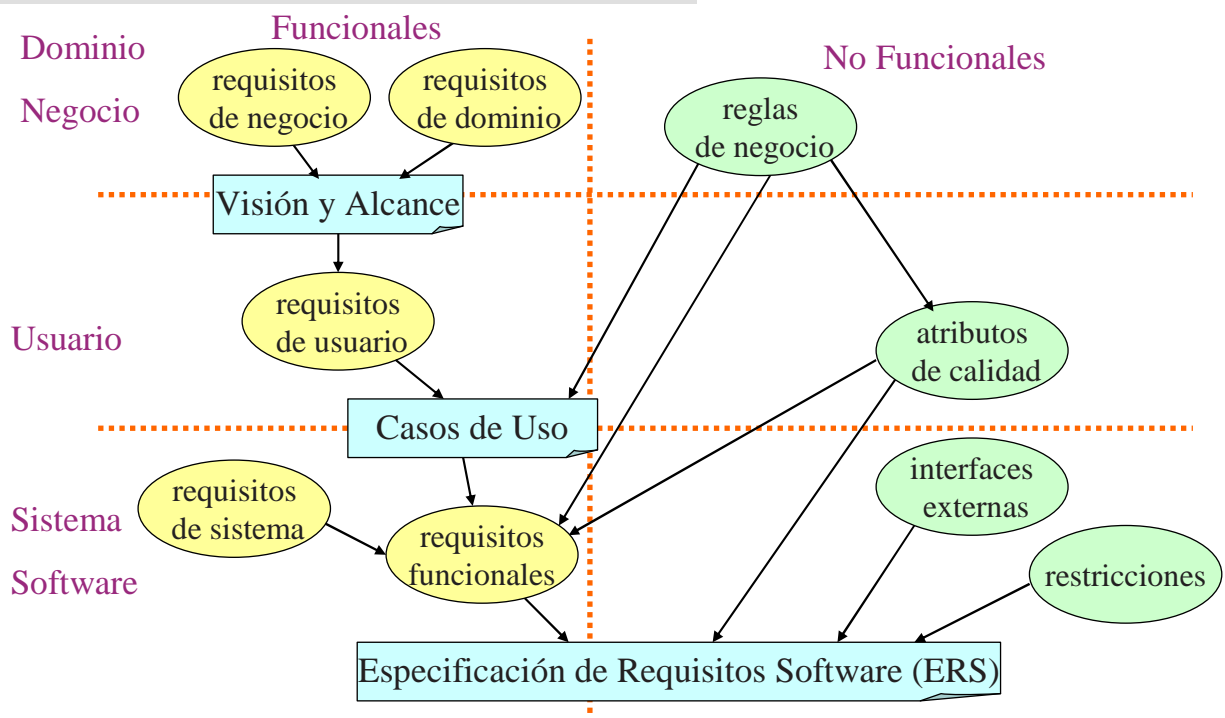 Funcionales
Dominio
No Funcionales
Negocio
requisitos
de negocio
requisitos
de dominio
reglas
de negocio
Visión y Alcance
requisitos
de usuario
Usuario
atributos
de calidad
Casos de Uso
interfaces
externas
requisitos
de sistema
Sistema
requisitos
funcionales
Software
restricciones
Especificación de Requisitos Software (ERS)